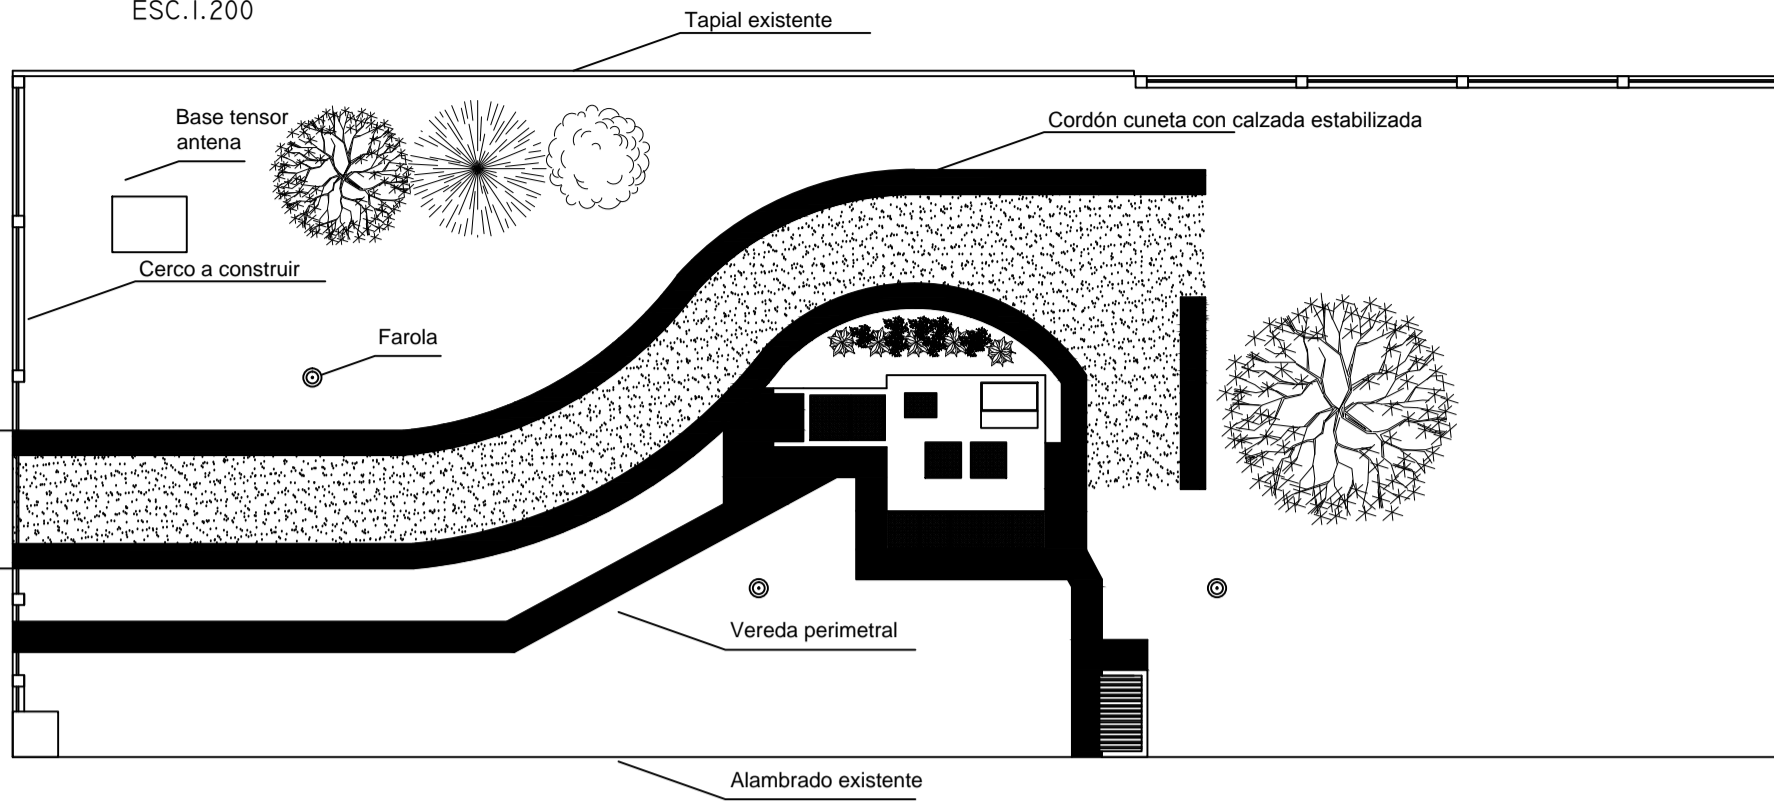 ESC.1.200
Tapial existente
Base tensor
antena
Cordón cuneta con calzada estabilizada
Cerco a construir
Farola
Vereda perimetral
Alambrado existente